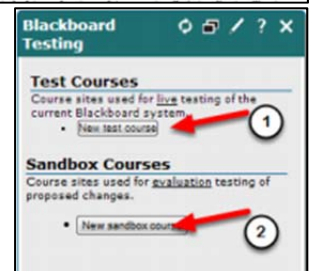 Blackboard
Testing
?
Test Courses
Course sites used for live testing of the
current Blackboard system.
New test course
1
Sandbox Courses
Course sites used for evaluation testing of
proposed changes.
New sandbox course
2